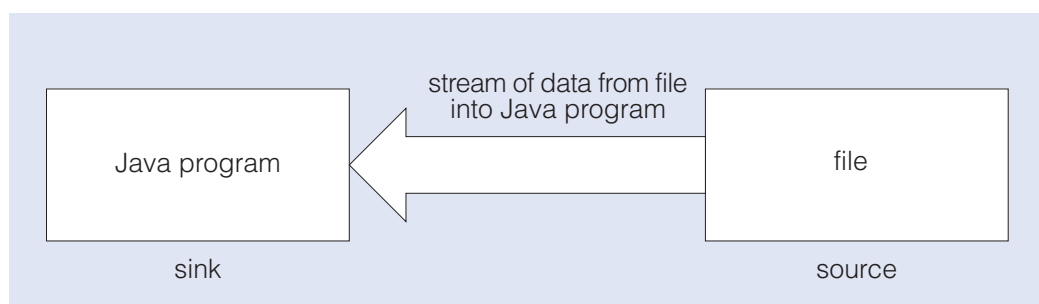 stream of data from file
into Java program
Java program
file
sink
source